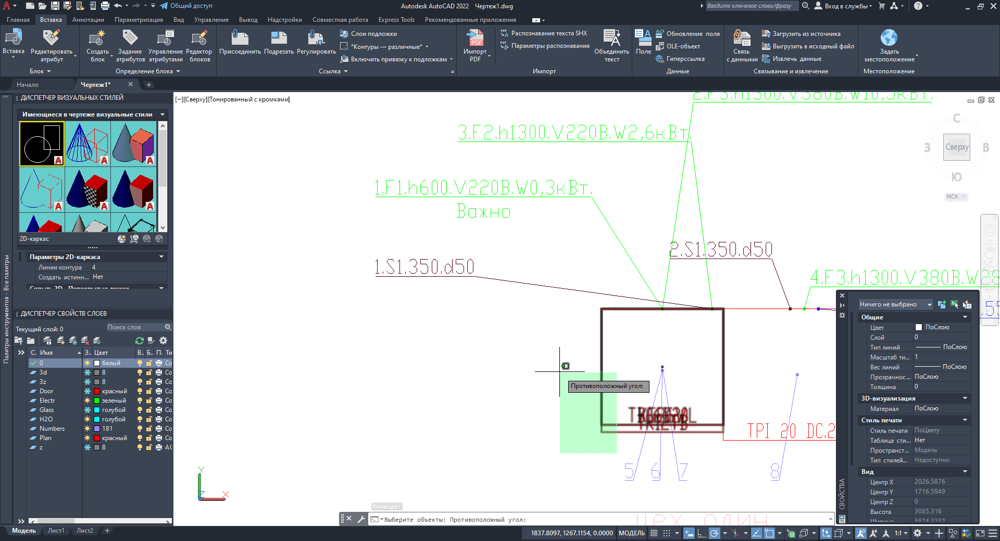 Общий доступ
Autodesk AutoCAD 2022 Чертеж1.dwg
Введите ключевое слово/фразу
Вход в службы
Главная Вставка Аннотации Параметризация Вид Управление Вывод Надстройки Совместная работа Express Tools Рекомендованные приложения
Вставка
Редактировать атрибут
Создать блок
Задание атрибутов
Управление атрибутами
Редактор блоков
Присоединить Подрезать Регулировать
Слои подложки
*Контуры — различные*
Включить привязку к подложкам
Импорт PDF
Распознавание текста SHX
Параметры распознавания
Объединить текст
Поле
Обновление поля
OLE-объект
Гиперссылка
Связь с данными
Загрузить из источника
Выгрузить в исходный файл
Извлечь данные
Задать местоположение
Блок Определение блока Ссылка Импорт Данные Связывание и извлечение Местоположение
Начало Чертеж1*
ДИСПЕТЧЕР ВИЗУАЛЬНЫХ СТИЛЕЙ
Имеющиеся в чертеже визуальные стили
2D-каркас
Параметры 2D-каркаса
Линии контура 4
Создать истинн... Нет
Палитры инструментов - Все палитры
ДИСПЕТЧЕР СВОЙСТВ СЛОЕВ
Текущий слой: 0
Поиск слоя
С. Имя З.. Цвет В.. Б.. П. Ти
0 белый Co
3d 8 Co
3z 8 Co
Door красный Co
Electr зеленый Co
Glass голубой Co
H2O голубой Co
Numbers 181 Co
Plan красный Co
z 8 AC
[−][Сверху][Тонированный с кромками]
2.F3.h1300.V380В.W10,5кВт.
3.F2.h1300.V220В.W2,6кВт.
1.F1.h600.V220В.W0,3кВт.
Важно
2.S1.350.d50
1.S1.350.d50
4.F3.h1300.V380В.W28
С
З Сверху В
Ю
МСК
Противоположный угол:
TPI 20 DC.2
5 6 7 8
Y
X
Z
Команда:
Выберите объекты: Противоположный угол:
СВОЙСТВА
Ничего не выбрано
Общие
Цвет ПоСлою
Слой 0
Тип линий ПоСлою
Масштаб ти... 1
Вес линий ПоСлою
Прозрачнос... ПоСлою
Толщина 0
3D-визуализация
Материал ПоСлою
Стиль печати
Стиль печати ПоЦвету
Таблица сти... Нет
Пространст... Модель
Тип стилей... Недоступно
Вид
Центр X 2026.5876
Центр Y 1716.5949
Центр Z 0
Высота 3085.316
Ширина 5874.3232
Модель Лист1 Лист2
1837.8097, 1267.1154, 0.0000 МОДЕЛЬ 1:1